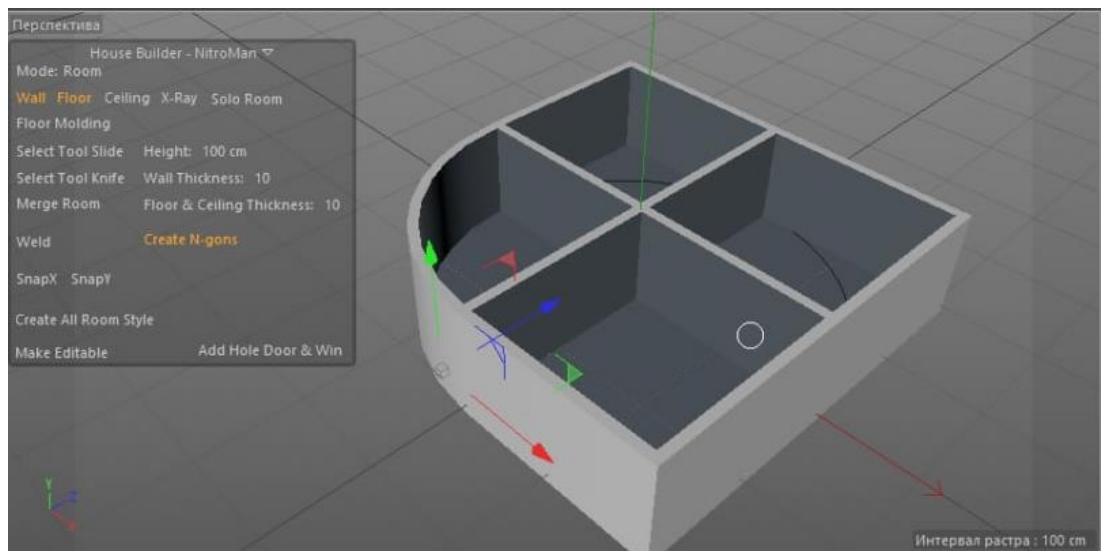 Перспектива
House Builder - NitroMan ▽
Mode: Room
Wall Floor Ceiling X-Ray Solo Room
Floor Molding
Select Tool Slide Height: 100 cm
Select Tool Knife Wall Thickness: 10
Merge Room Floor & Ceiling Thickness: 10
Weld Create N-gons
SnapX SnapY
Create All Room Style
Make Editable Add Hole Door & Win
Y
Z
X
Интервал растра : 100 cm